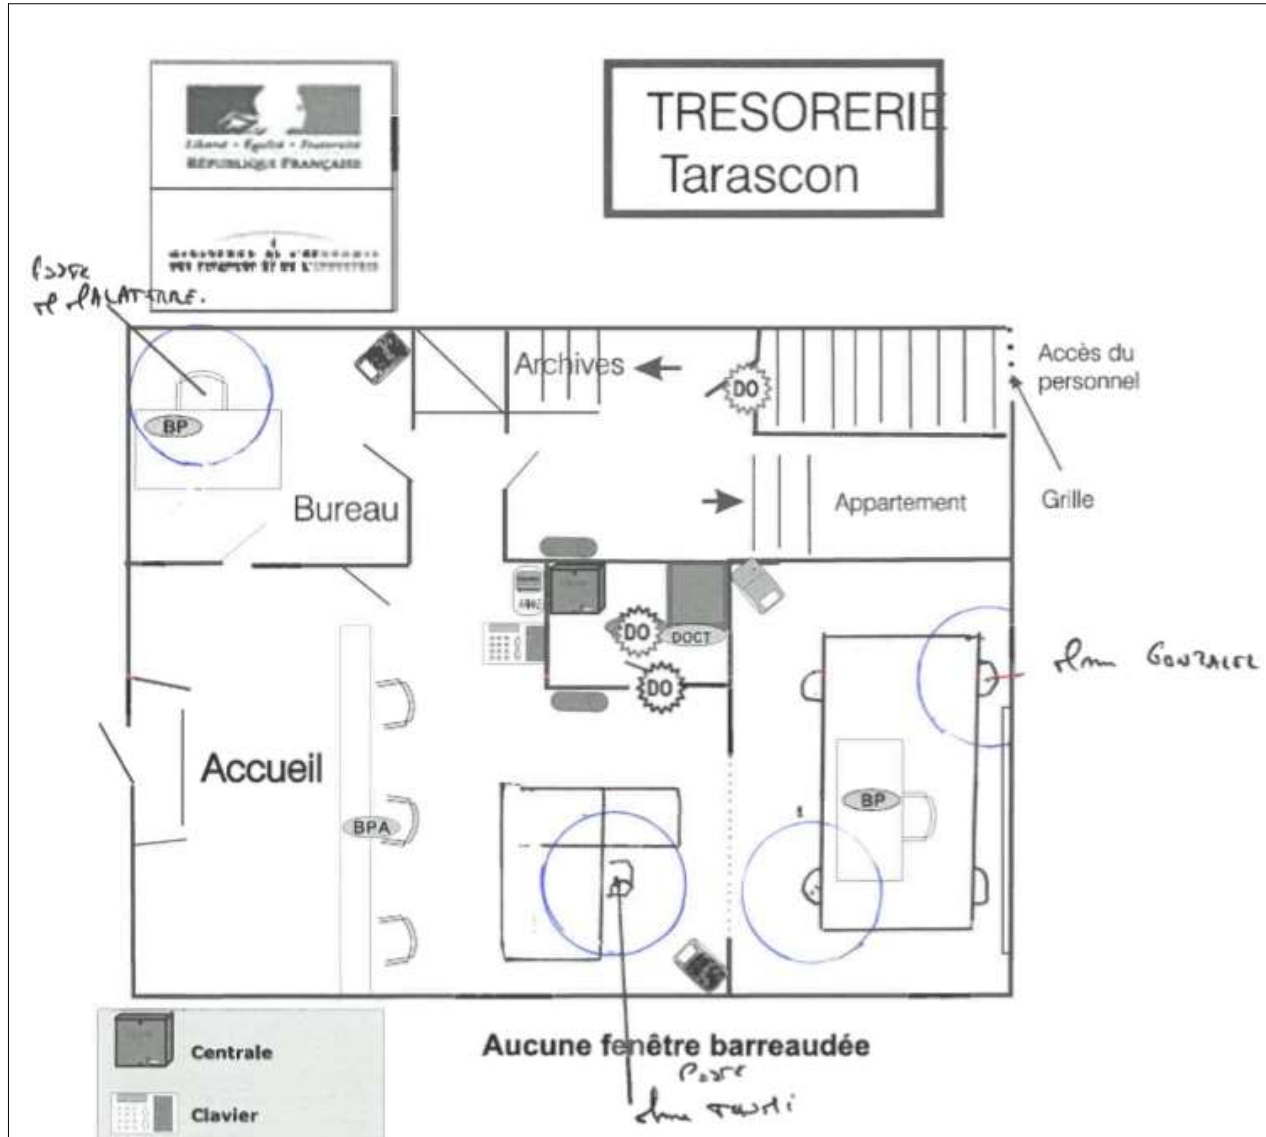 Liberté • Égalité • Fraternité
RÉPUBLIQUE FRANÇAISE
TRESORERIE
Tarascon
Poste
Archives
DO
Accès du
personnel
BP
Bureau
Appartement
Grille
DO
DOCT
DO
GONZALEZ
Accueil
BPA
BP
Aucune fenêtre barreaudée
Poste
Centrale
Clavier